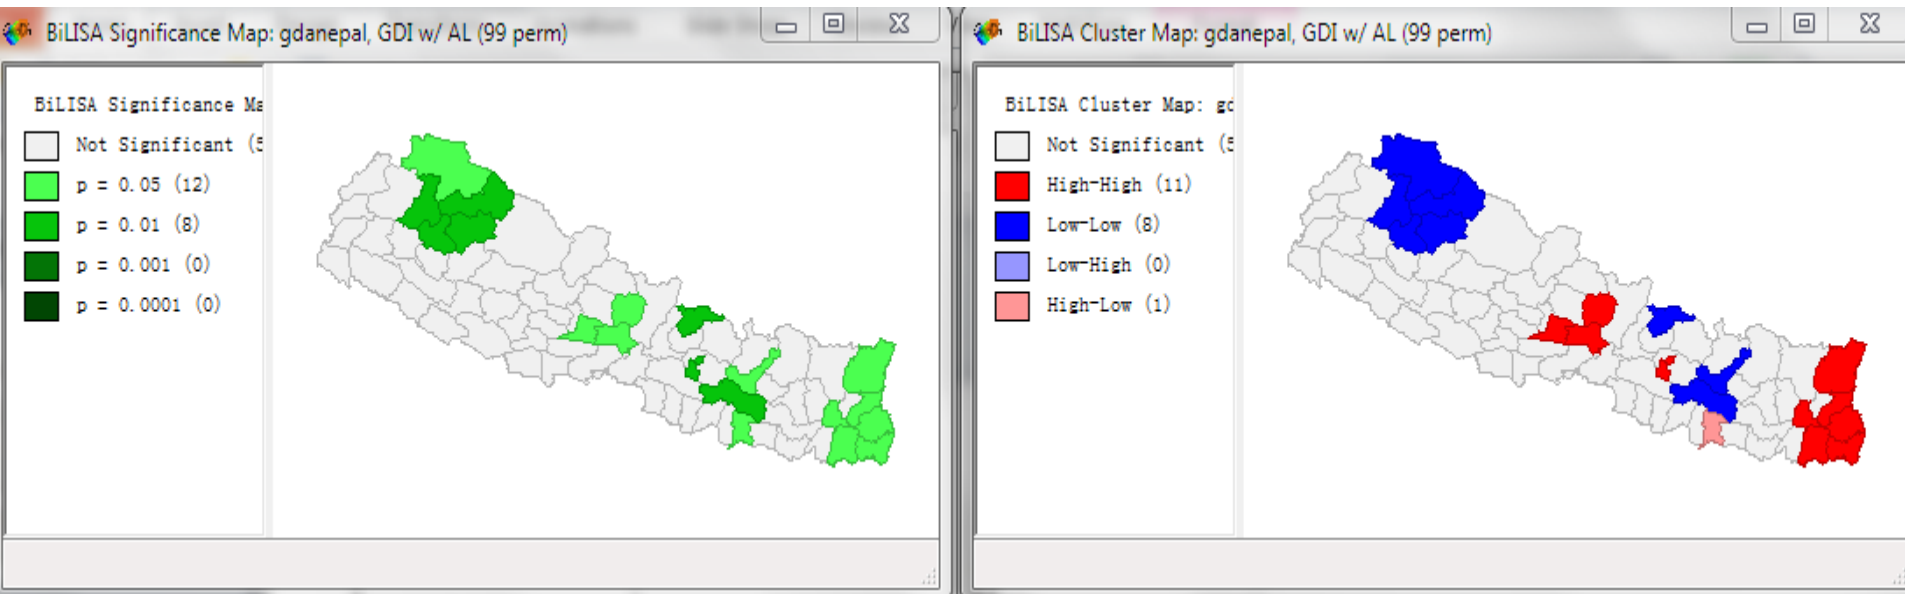 BiLISA Significance Map: gdanepal, GDI w/ AL (99 perm)
BiLISA Significance Ma
Not Significant (5
p = 0.05 (12)
p = 0.01 (8)
p = 0.001 (0)
p = 0.0001 (0)
BiLISA Cluster Map: gdanepal, GDI w/ AL (99 perm)
BiLISA Cluster Map: gd
Not Significant (5
High-High (11)
Low-Low (8)
Low-High (0)
High-Low (1)